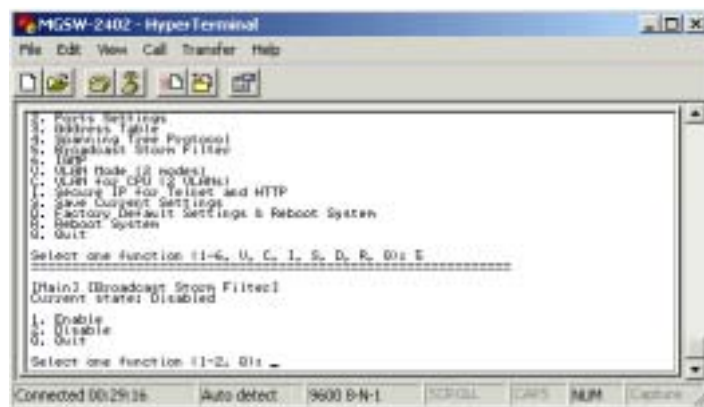 MGSW-2402 - HyperTerminal
File Edit View Call Transfer Help
2. Ports Settings
3. Address Table
4. Spanning Tree Protocol
5. Broadcast Storm Filter
6. IGMP
V. VLAN Mode (2 modes)
C. VLAN for CPU (2 VLANs)
I. Secure IP for Telnet and HTTP
S. Save Current Settings
D. Factory Default Settings & Reboot System
R. Reboot System
Q. Quit
Select one function (1-6, V, C, I, S, D, R, Q): 5
[Main] [Broadcast Storm Filter]
Current state: Disabled
1. Enable
2. Disable
Q. Quit
Select one function (1-2, Q): _
Connected 00:29:16 Auto detect 9600 8-N-1 SCROLL CAPS NUM Capture